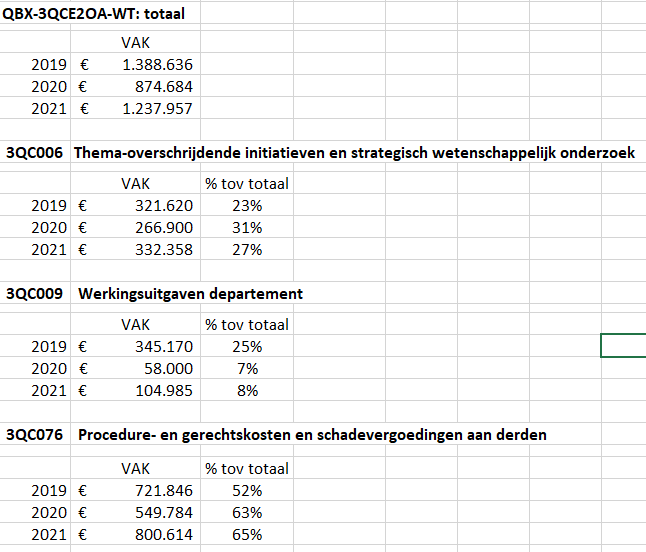 QBX-3QCE2OA-WT: totaal
VAK
2019 € 1.388.636
2020 € 874.684
2021 € 1.237.957
3QC006 Thema-overschrijdende initiatieven en strategisch wetenschappelijk onderzoek
VAK % tov totaal
2019 € 321.620 23%
2020 € 266.900 31%
2021 € 332.358 27%
3QC009 Werkingsuitgaven departement
VAK % tov totaal
2019 € 345.170 25%
2020 € 58.000 7%
2021 € 104.985 8%
3QC076 Procedure- en gerechtskosten en schadevergoedingen aan derden
VAK % tov totaal
2019 € 721.846 52%
2020 € 549.784 63%
2021 € 800.614 65%